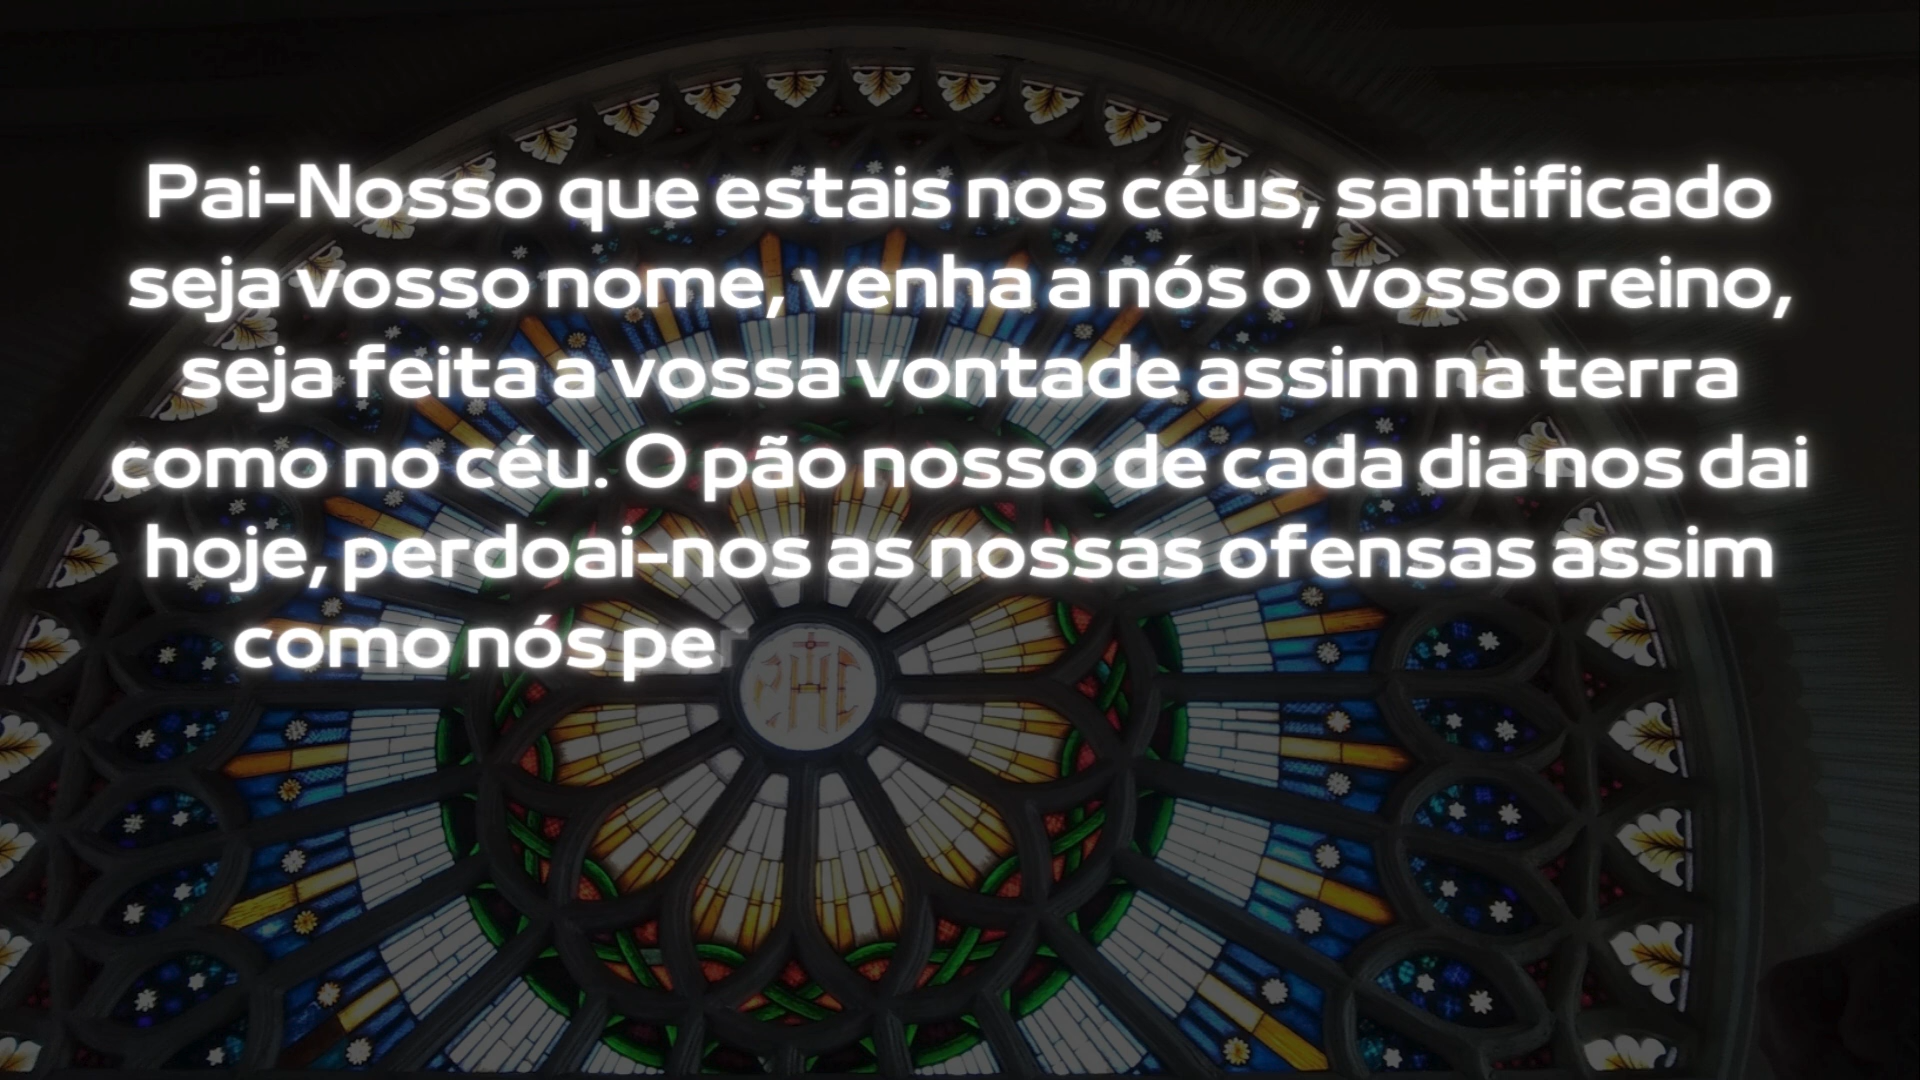 Pai-Nosso que estais nos céus, santificado
seja vosso nome, venha a nós o vosso reino,
seja feita a vossa vontade assim na terra
como no céu. O pão nosso de cada dia nos dai
hoje, perdoai-nos as nossas ofensas assim
como nós per